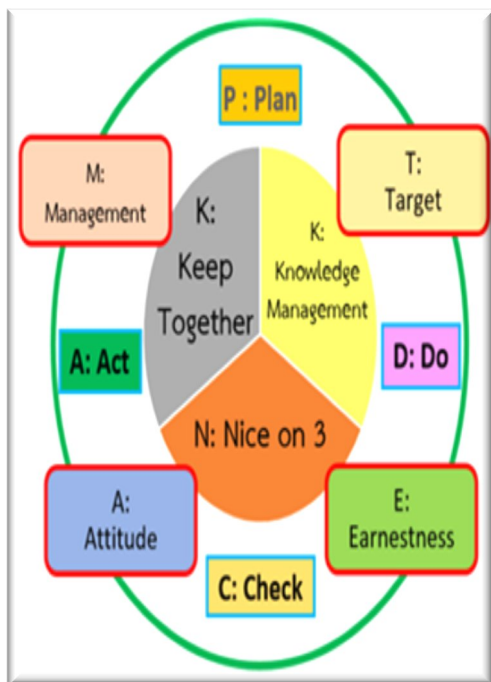 P : Plan
M:
Management
T:
Target
K:
Keep
Together
K:
Knowledge
Management
A: Act
D: Do
N: Nice on 3
A:
Attitude
E:
Earnestness
C: Check